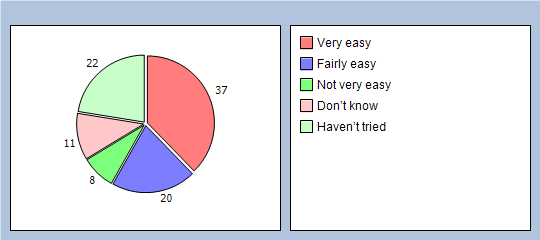 22
37
11
8
20
Very easy
Fairly easy
Not very easy
Don't know
Haven't tried